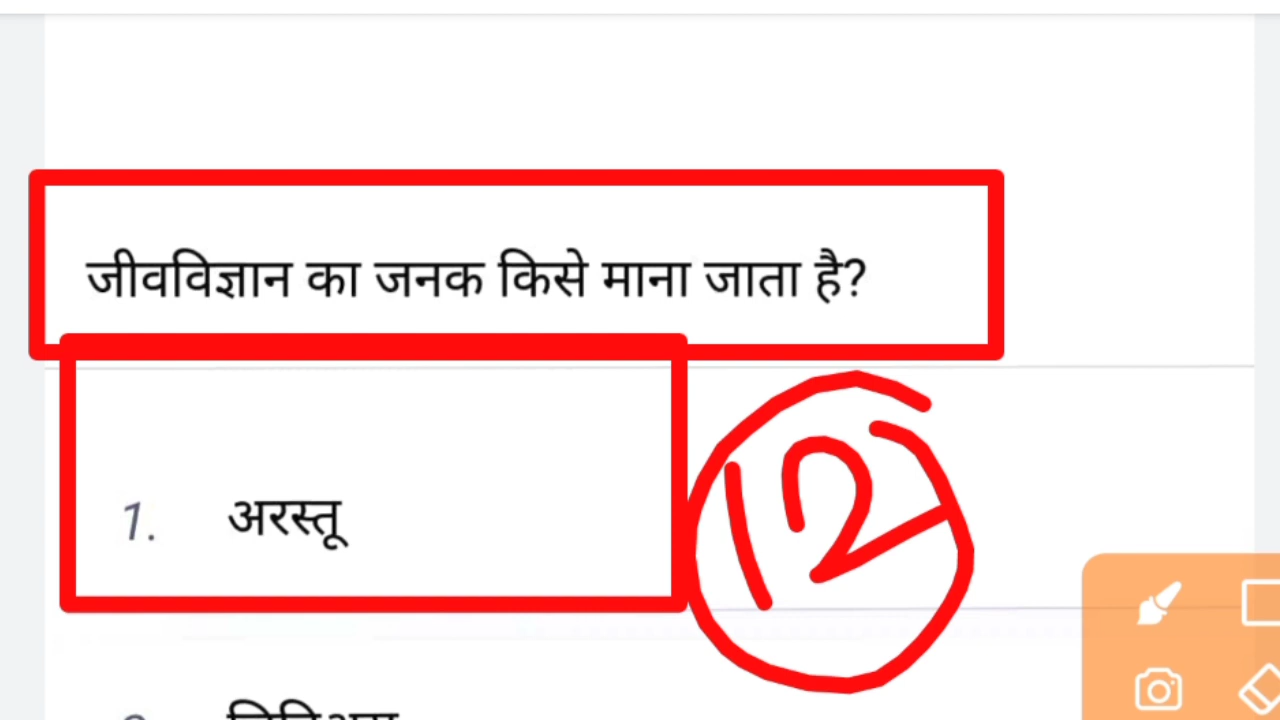 जीवविज्ञान का जनक किसे माना जाता है?
1. अरस्तू
12